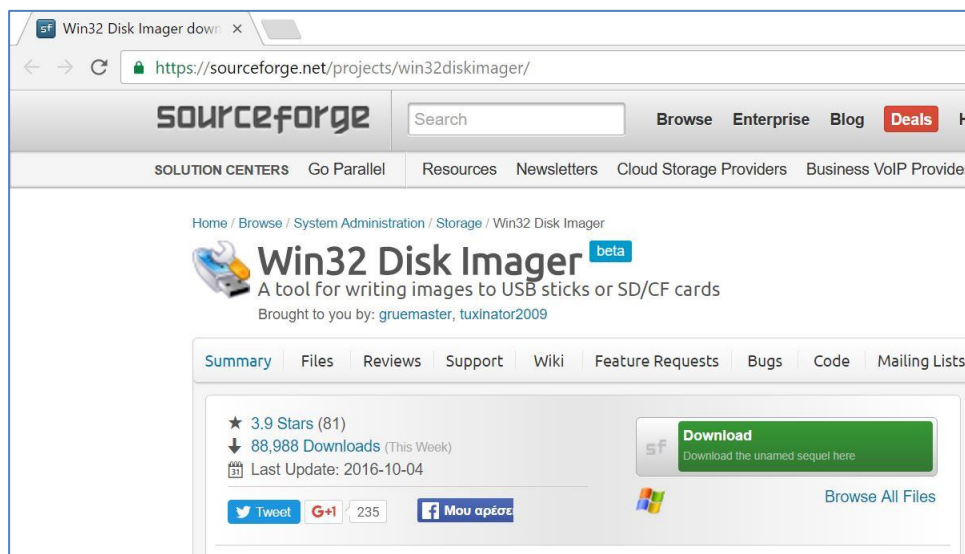 sf Win32 Disk Imager down ×
https://sourceforge.net/projects/win32diskimager/
sourceforge Search Browse Enterprise Blog Deals H
SOLUTION CENTERS Go Parallel Resources Newsletters Cloud Storage Providers Business VoIP Provide
Home / Browse / System Administration / Storage / Win32 Disk Imager
Win32 Disk Imager beta
A tool for writing images to USB sticks or SD/CF cards
Brought to you by: gruemaster, tuxinator2009
Summary Files Reviews Support Wiki Feature Requests Bugs Code Mailing Lists
3.9 Stars (81)
88,988 Downloads (This Week)
31 Last Update: 2016-10-04
sf Download
Download the unamed sequel here
Browse All Files
Tweet G+1 235 f Μου αρέσει